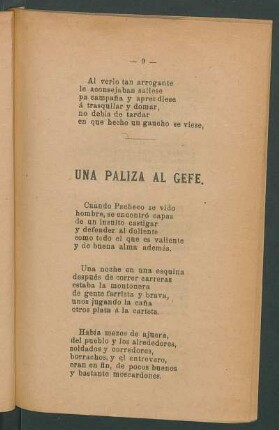 — 9 —
Al verlo tan arrogante
le aconsejaban saliese
pa campaña y aprendiese
á trasquilar y domar,
no debia de tardar
en que hecho un gaucho se viese.
UNA PALIZA AL GEFE.
Cuando Pacheco se vido
hombre, se encontró capaz
de un insulto castigar
y defender al doliente
como todo el que es valiente
y de buena alma además.
Una noche en una esquina
después de correr carreras
estaba la montonera
de gente farrista y brava,
unos jugando la caña
otros plata á la carteta.
Había mozos de ajuera,
del pueblo y los alrededores,
soldados y corredores,
borrachos, y el entrevero,
eran en fin, de pocos buenos
y bastante